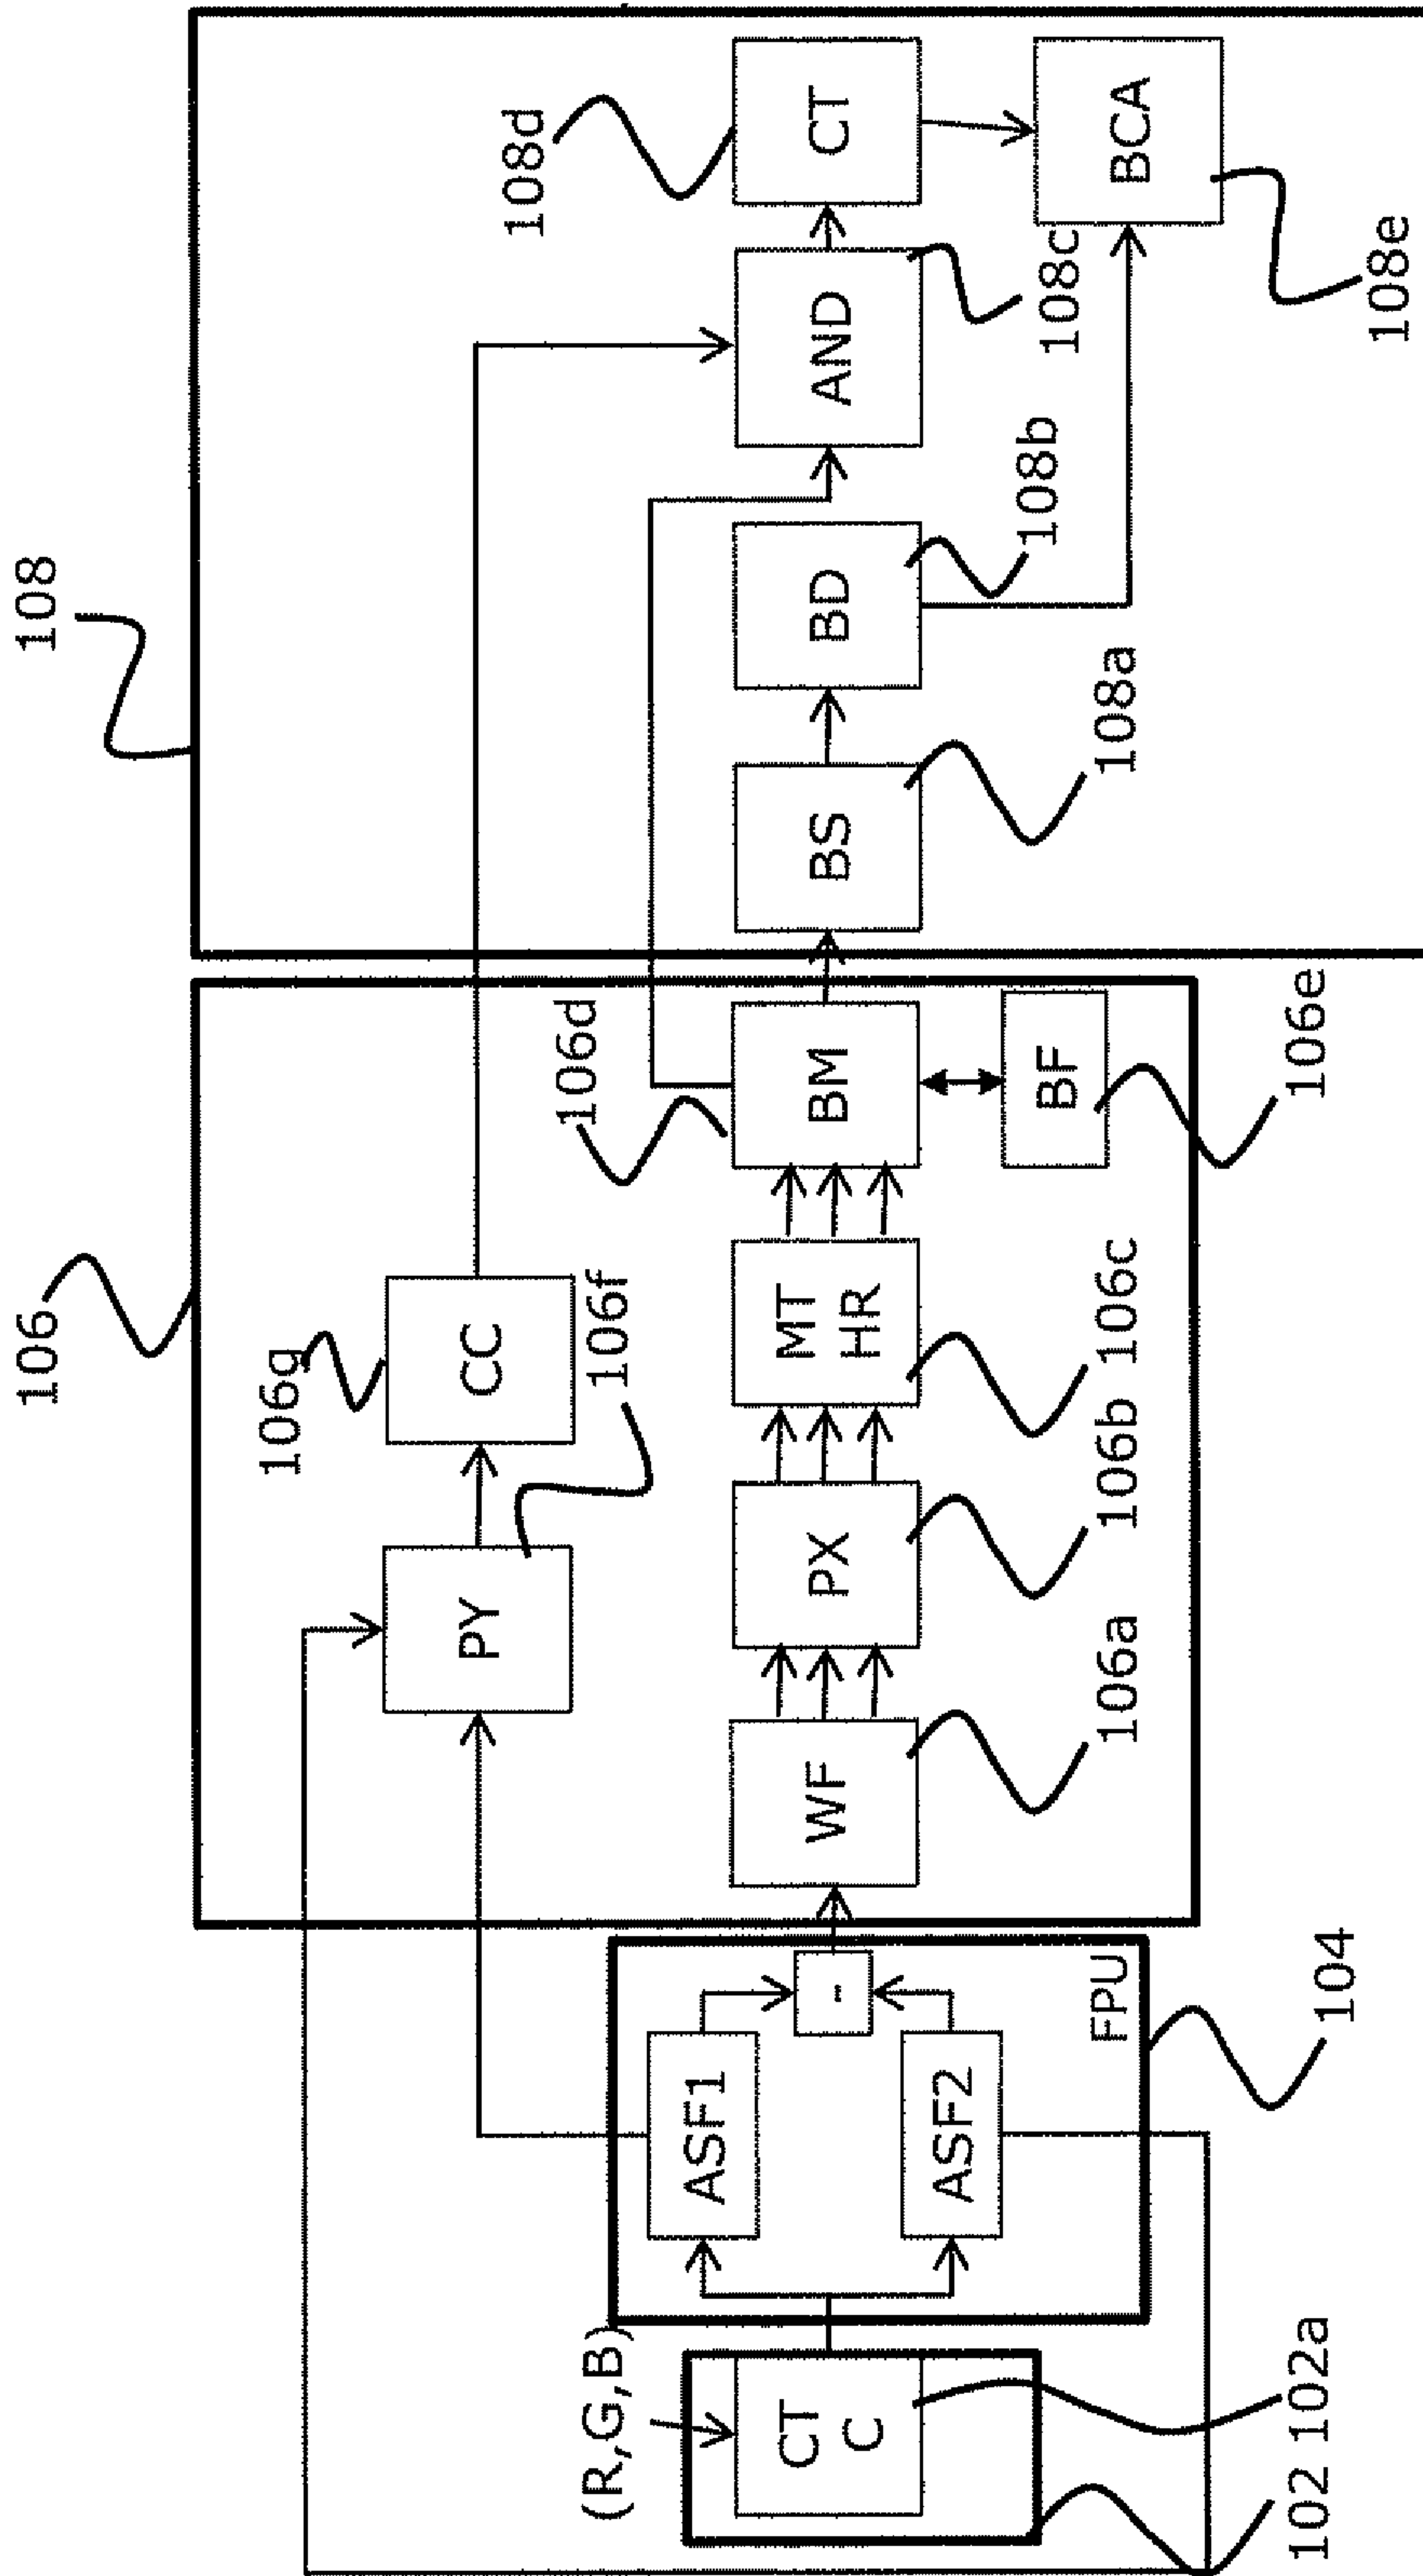 108
106
106g
CC
PY
106f
108d
CT
AND
108c
BCA
108e
106d
BM
BF
106e
BS
108a
BD
108b
MT
HR
106c
PX
106b
WF
106a
ASF1
-
ASF2
FPU
104
(R,G,B)
CT
C
102
102a